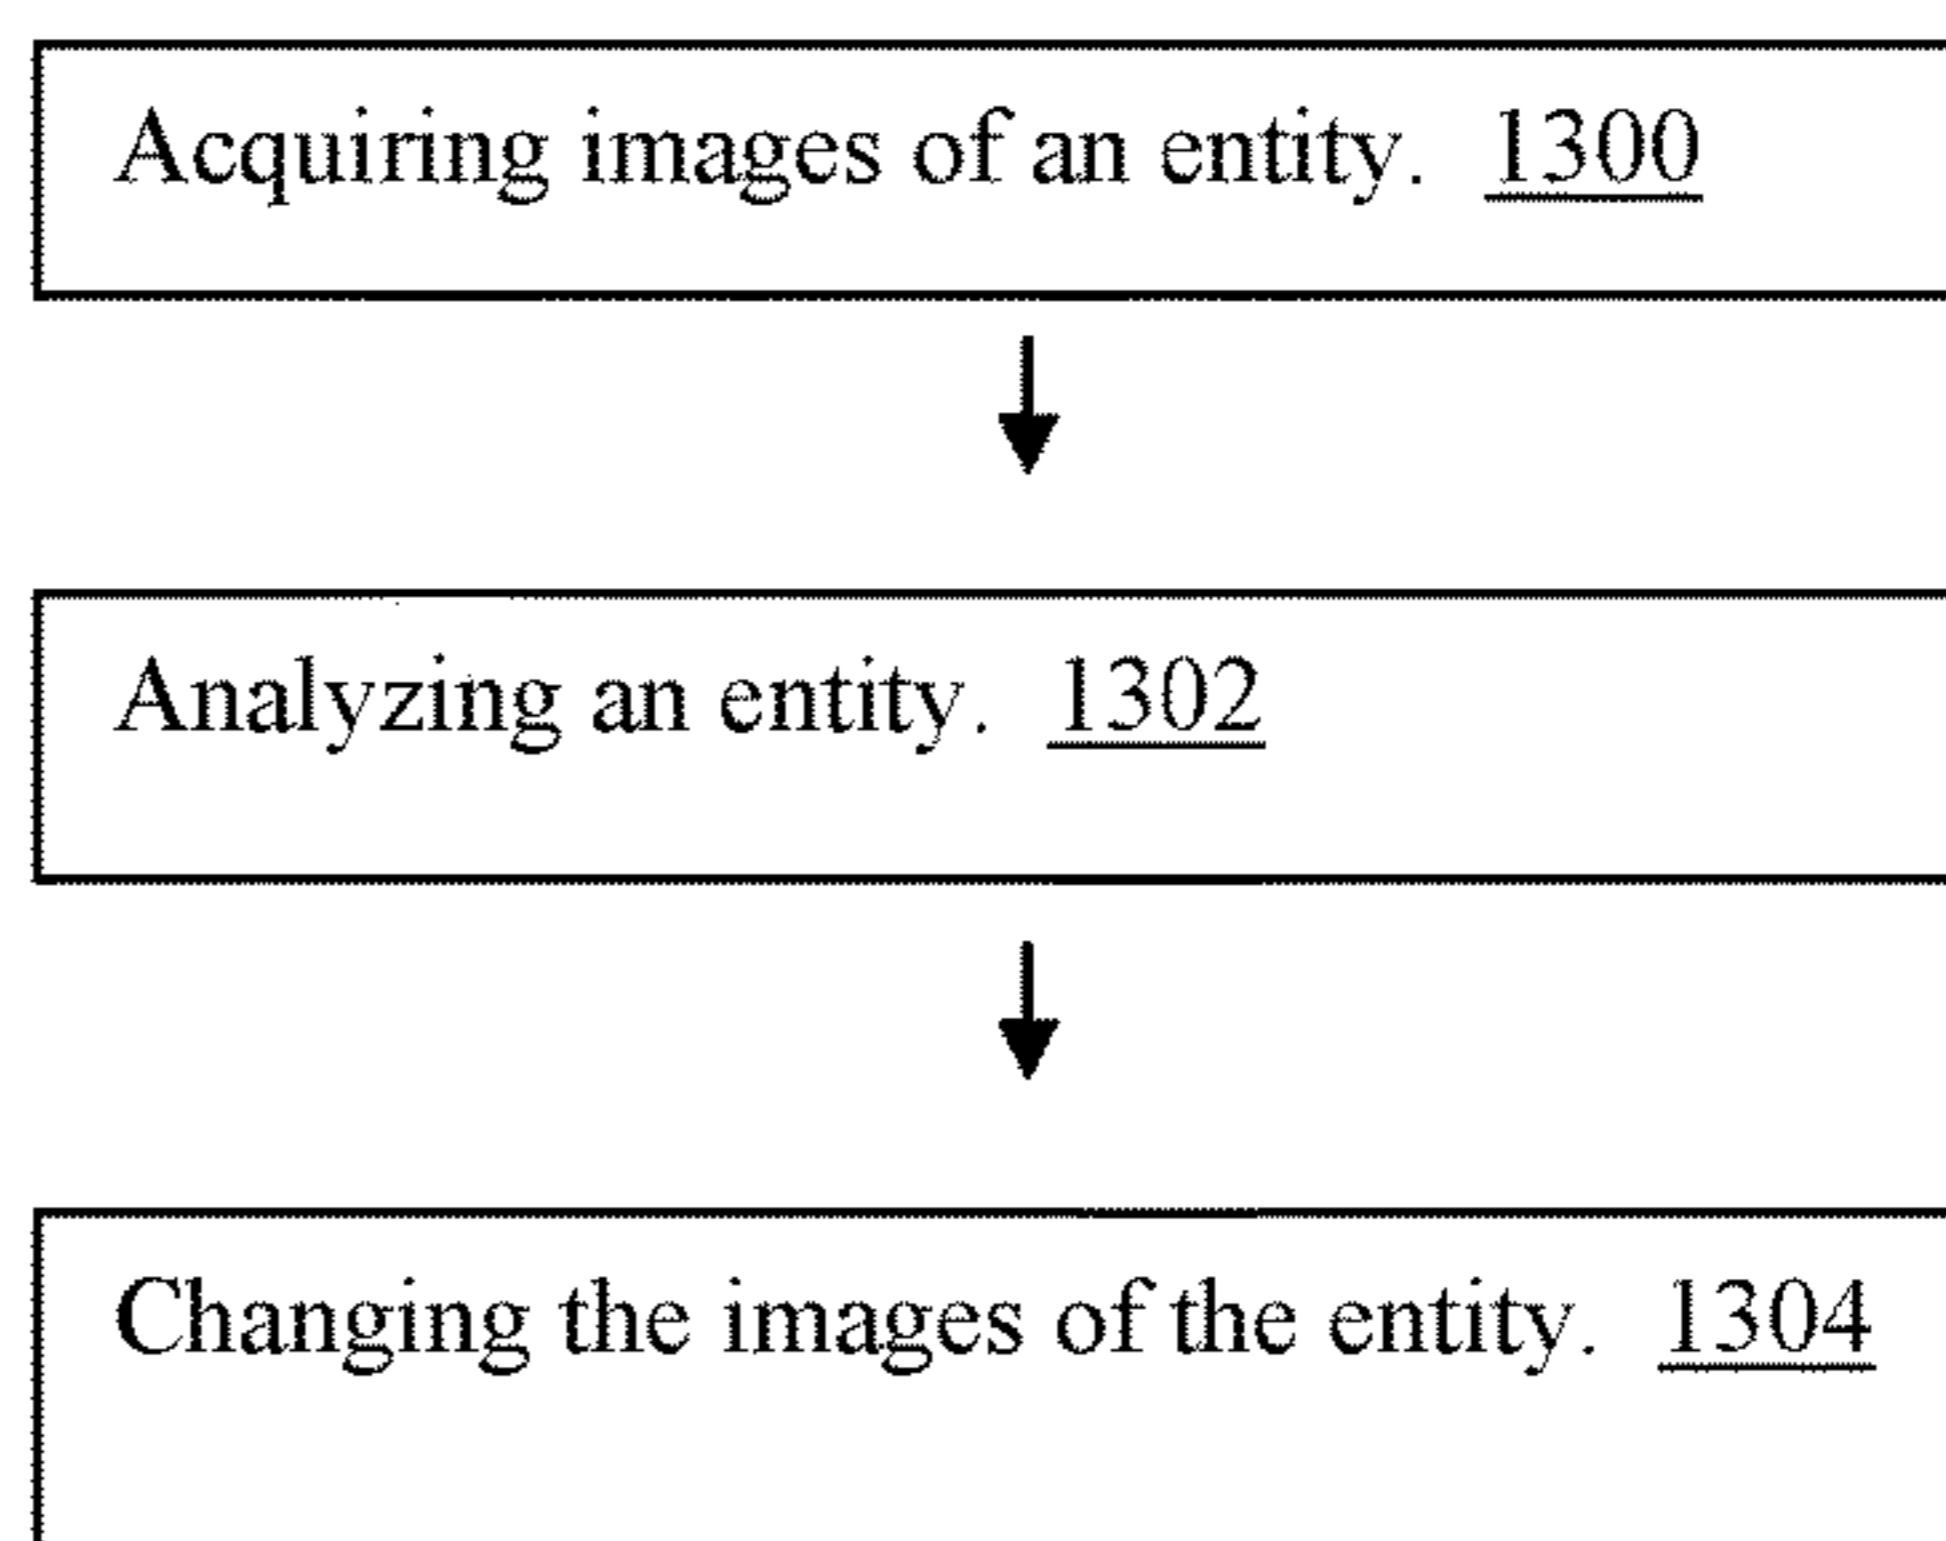 Acquiring images of an entity. 1300
Analyzing an entity. 1302
Changing the images of the entity. 1304